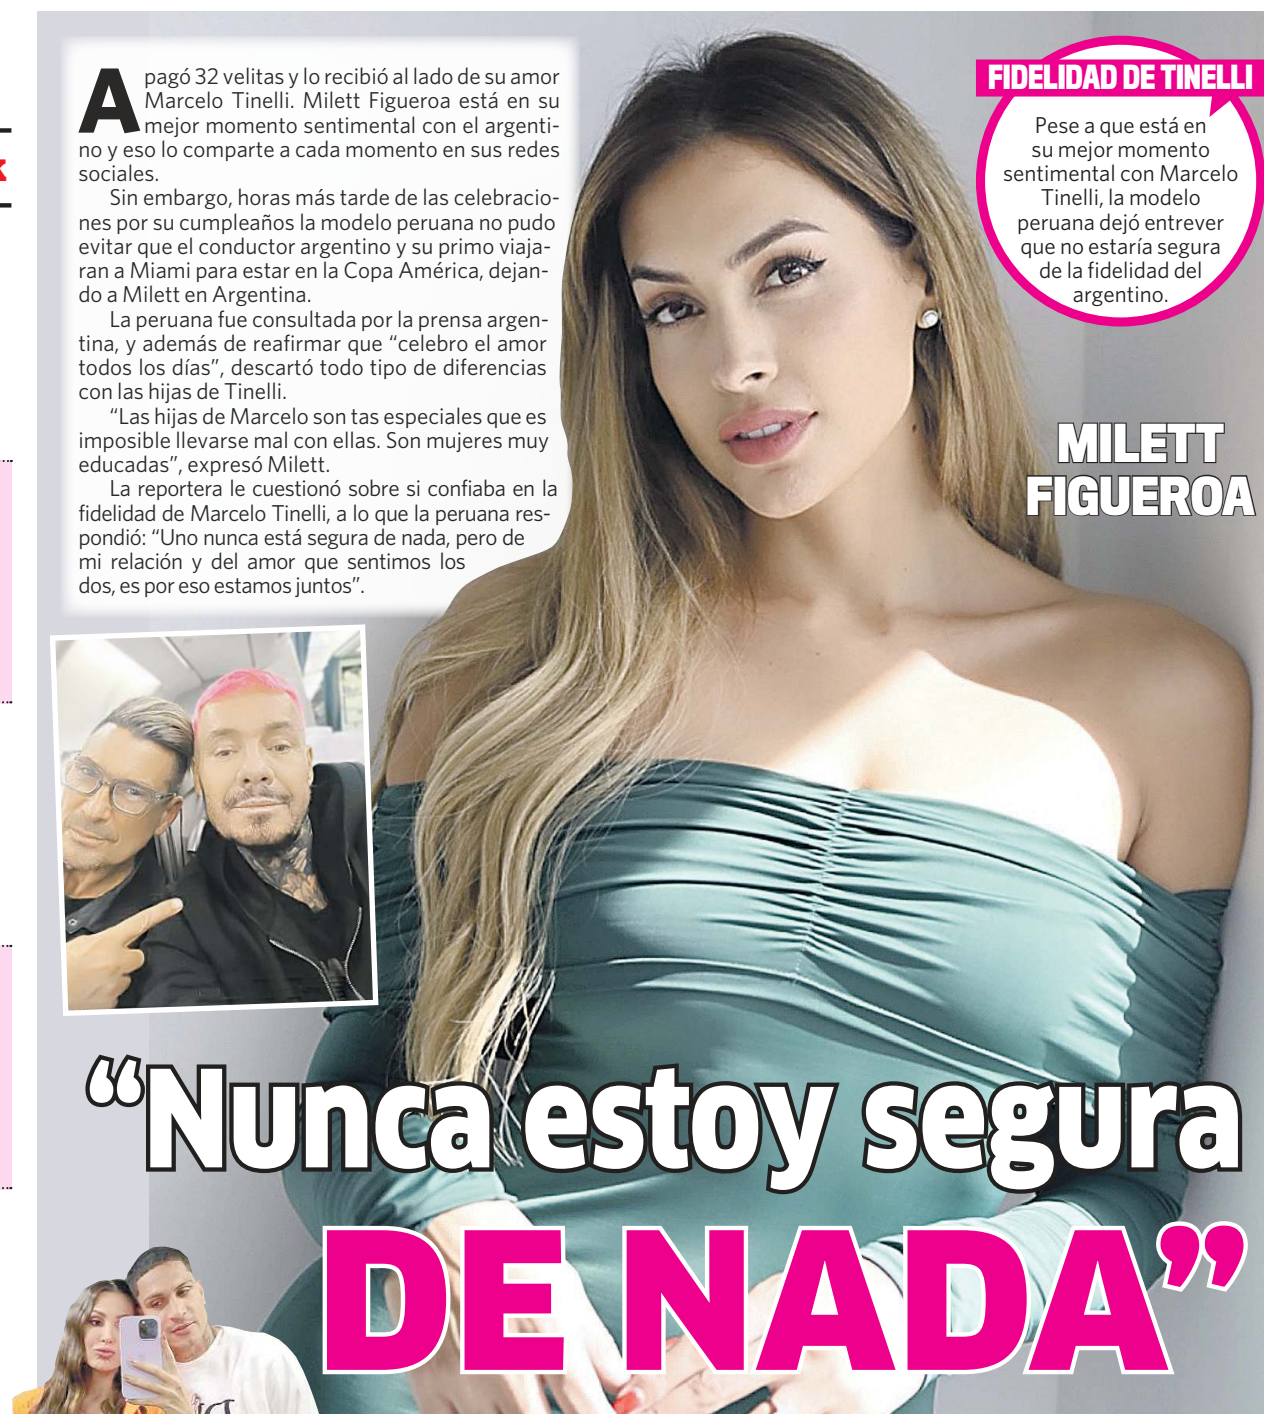 Apagó 32 velitas y lo recibió al lado de su amor
Marcelo Tinelli. Milett Figueroa está en su
mejor momento sentimental con el argenti-
no y eso lo comparte a cada momento en sus redes
sociales.
Sin embargo, horas más tarde de las celebracio-
nes por su cumpleaños la modelo peruana no pudo
evitar que el conductor argentino y su primo viaja-
ran a Miami para estar en la Copa América, dejan-
do a Milett en Argentina.
La peruana fue consultada por la prensa argen-
tina, y además de reafirmar que “celebro el amor
todos los días”, descartó todo tipo de diferencias
con las hijas de Tinelli.
“Las hijas de Marcelo son tas especiales que es
imposible llevarse mal con ellas. Son mujeres muy
educadas”, expresó Milett.
La reportera le cuestionó sobre si confiaba en la
fidelidad de Marcelo Tinelli, a lo que la peruana res-
pondió: “Uno nunca está segura de nada, pero de
mi relación y del amor que sentimos los
dos, es por eso estamos juntos”.
FIDELIDAD DE TINELLI
Pese a que está en
su mejor momento
sentimental con Marcelo
Tinelli, la modelo
peruana dejó entrever
que no estaría segura
de la fidelidad del
argentino.
MILETT
FIGUEROA
“Nunca estoy segura
DE NADA”